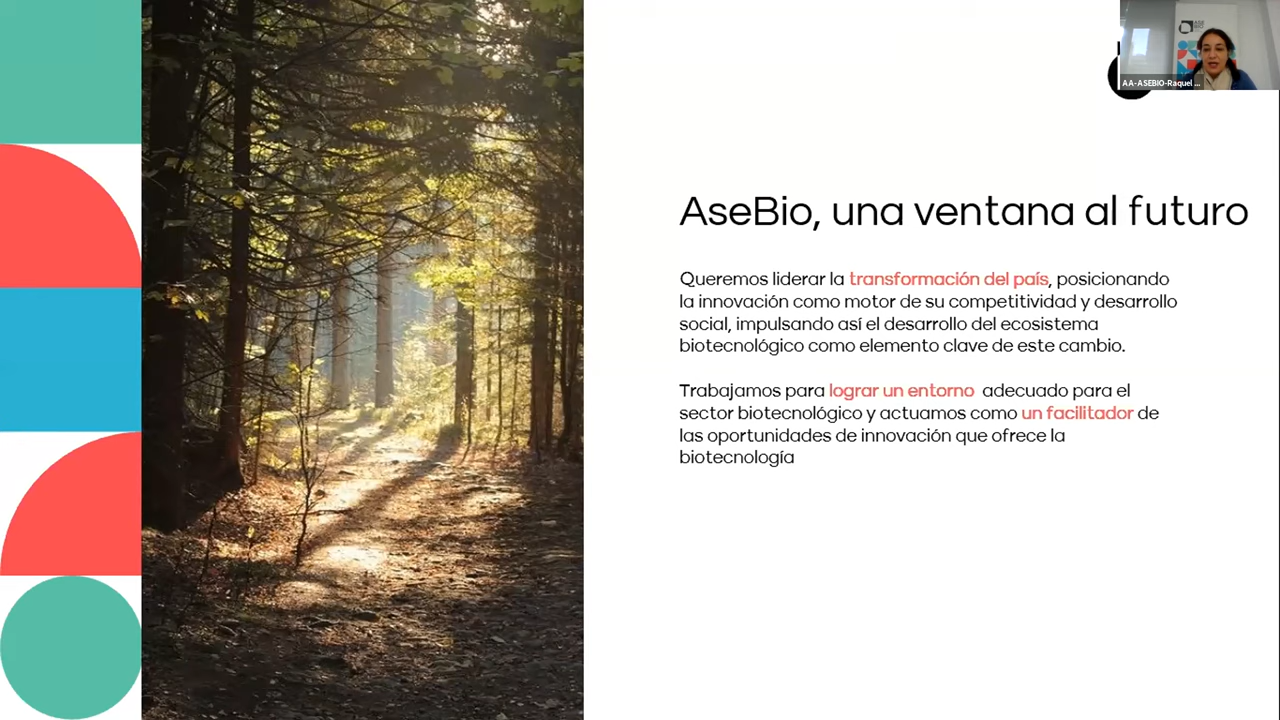 ASE
BIO
AA-ASEBIO-Raquel ...
AseBio, una ventana al futuro
Queremos liderar la transformación del país, posicionando
la innovación como motor de su competitividad y desarrollo
social, impulsando así el desarrollo del ecosistema
biotecnológico como elemento clave de este cambio.
Trabajamos para lograr un entorno adecuado para el
sector biotecnológico y actuamos como un facilitador de
las oportunidades de innovación que ofrece la
biotecnología